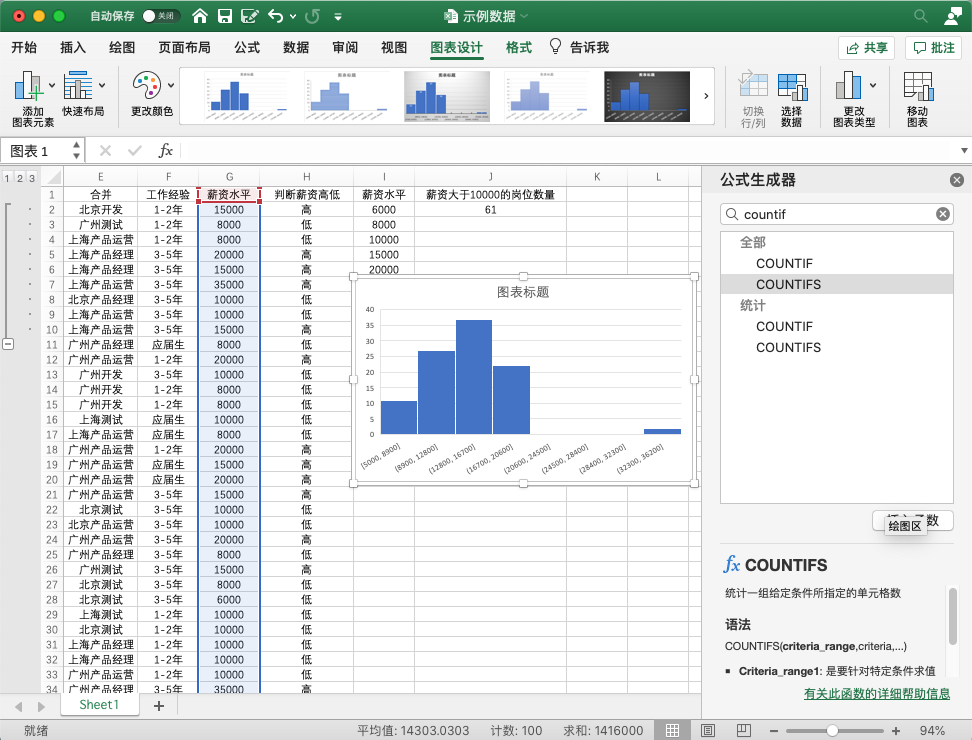 自动保存 关闭 示例数据
开始 插入 绘图 页面布局 公式 数据 审阅 视图 图表设计 格式 告诉我 共享 批注
添加图表元素 快速布局 更改颜色 切换行/列 选择数据 更改图表类型 移动图表
图表 1 fx
1 2 3 E F G H I J K L
1 合并 工作经验 薪资水平 判断薪资高低 薪资水平 薪资大于10000的岗位数量
2 北京开发 1-2年 15000 高 6000 61
3 广州测试 1-2年 8000 低 8000
4 上海产品运营 1-2年 8000 低 10000
5 上海产品经理 3-5年 20000 高 15000
6 上海产品经理 3-5年 15000 高 20000
7 上海产品经理 3-5年 35000 高
8 北京产品经理 3-5年 10000 低
9 上海产品运营 3-5年 10000 低
10 上海产品运营 3-5年 15000 高
11 广州产品经理 应届生 8000 低
12 广州产品运营 1-2年 20000 高
13 广州开发 3-5年 10000 低
14 广州开发 1-2年 8000 低
15 广州开发 1-2年 8000 低
16 上海测试 应届生 10000 低
17 上海产品运营 应届生 8000 低
18 广州产品运营 1-2年 20000 高
19 广州产品运营 应届生 15000 高
20 广州产品运营 应届生 20000 高
21 广州产品运营 3-5年 15000 高
22 北京测试 3-5年 10000 低
23 北京产品运营 3-5年 10000 低
24 广州产品运营 3-5年 20000 高
25 广州产品经理 3-5年 8000 低
26 广州测试 3-5年 15000 高
27 北京测试 3-5年 8000 低
28 北京测试 3-5年 6000 低
29 上海测试 1-2年 10000 低
30 北京测试 1-2年 10000 低
31 上海产品经理 1-2年 10000 低
32 上海产品经理 1-2年 10000 低
33 广州产品运营 1-2年 10000 低
34 广州产品经理 3-5年 35000 高
图表标题
40
35
30
25
20
15
10
5
0
[5000, 8900] (8900, 12800] (12800, 16700] (16700, 20600] (20600, 24500] (24500, 28400] (28400, 32300] (32300, 36200]
公式生成器
countif
全部
COUNTIF
COUNTIFS
统计
COUNTIF
COUNTIFS
数
绘图区
fx COUNTIFS
统计一组给定条件所指定的单元格数
语法
COUNTIFS(criteria_range,criteria,...)
Criteria_range1: 是要针对特定条件求值
有关此函数的详细帮助信息
Sheet1 +
就绪 平均值: 14303.0303 计数: 100 求和: 1416000 94%